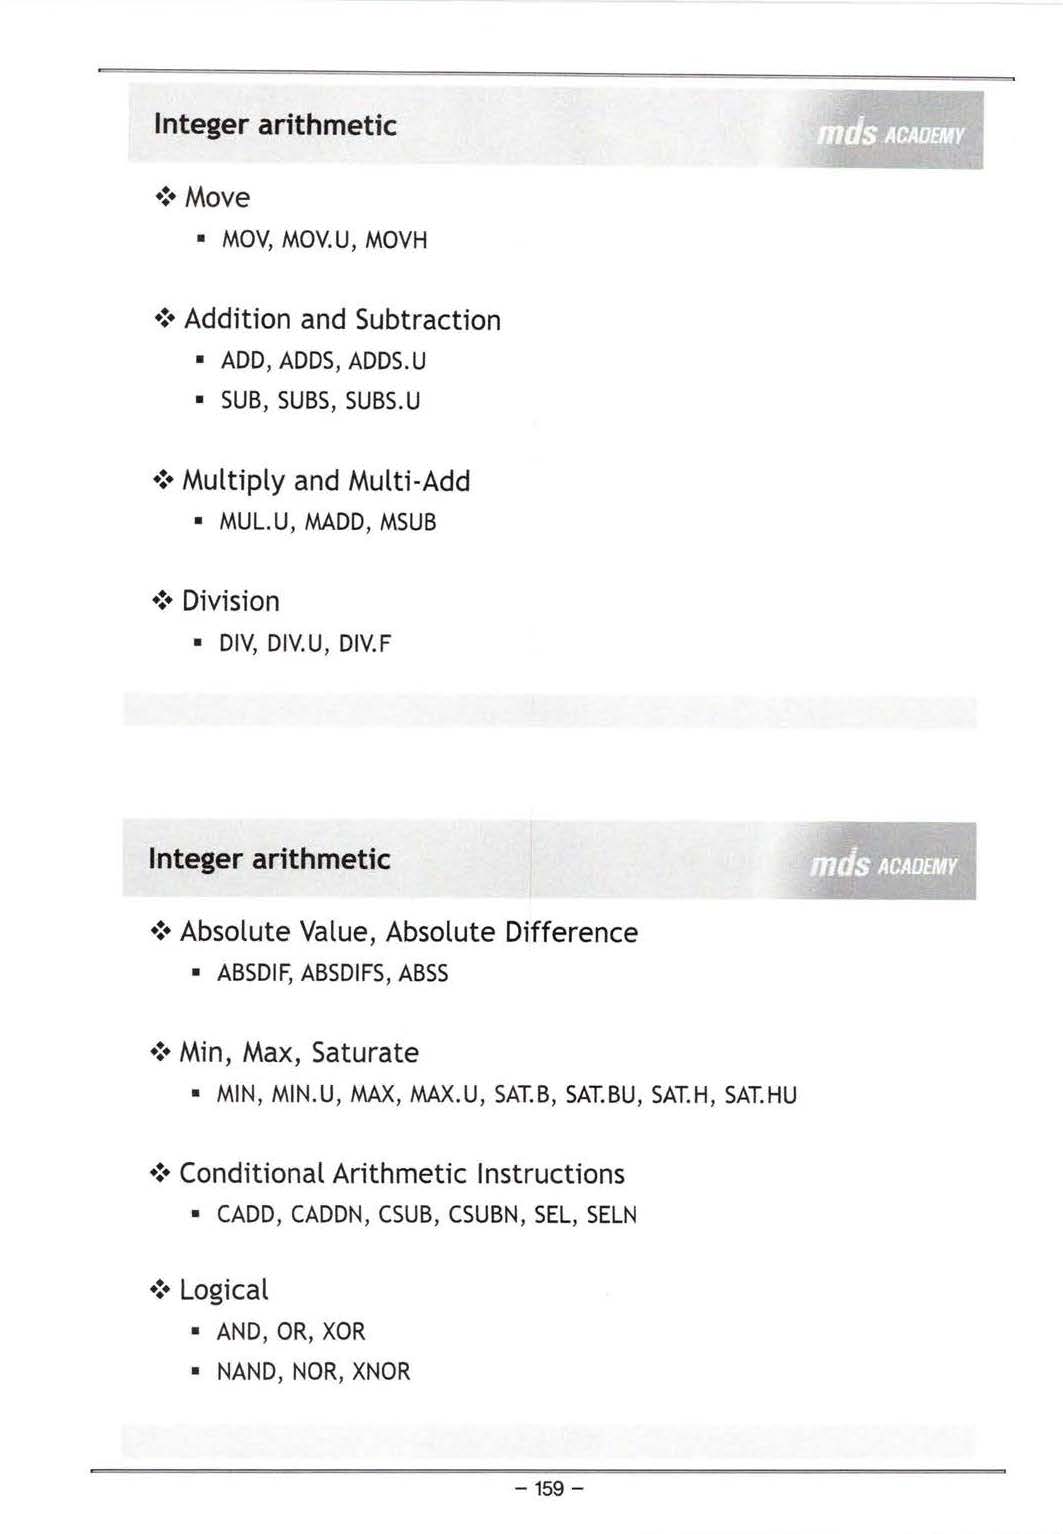 Integer arithmetic
mds ACADEMY
❖ Move
▪ MOV, MOV.U, MOVH
❖ Addition and Subtraction
▪ ADD, ADDS, ADDS.U
▪ SUB, SUBS, SUBS.U
❖ Multiply and Multi-Add
▪ MUL.U, MADD, MSUB
❖ Division
▪ DIV, DIV.U, DIV.F
Integer arithmetic
mds ACADEMY
❖ Absolute Value, Absolute Difference
▪ ABSDIF, ABSDIFS, ABSS
❖ Min, Max, Saturate
▪ MIN, MIN.U, MAX, MAX.U, SAT.B, SAT.BU, SAT.H, SAT.HU
❖ Conditional Arithmetic Instructions
▪ CADD, CADDN, CSUB, CSUBN, SEL, SELN
❖ Logical
▪ AND, OR, XOR
▪ NAND, NOR, XNOR
- 159 -